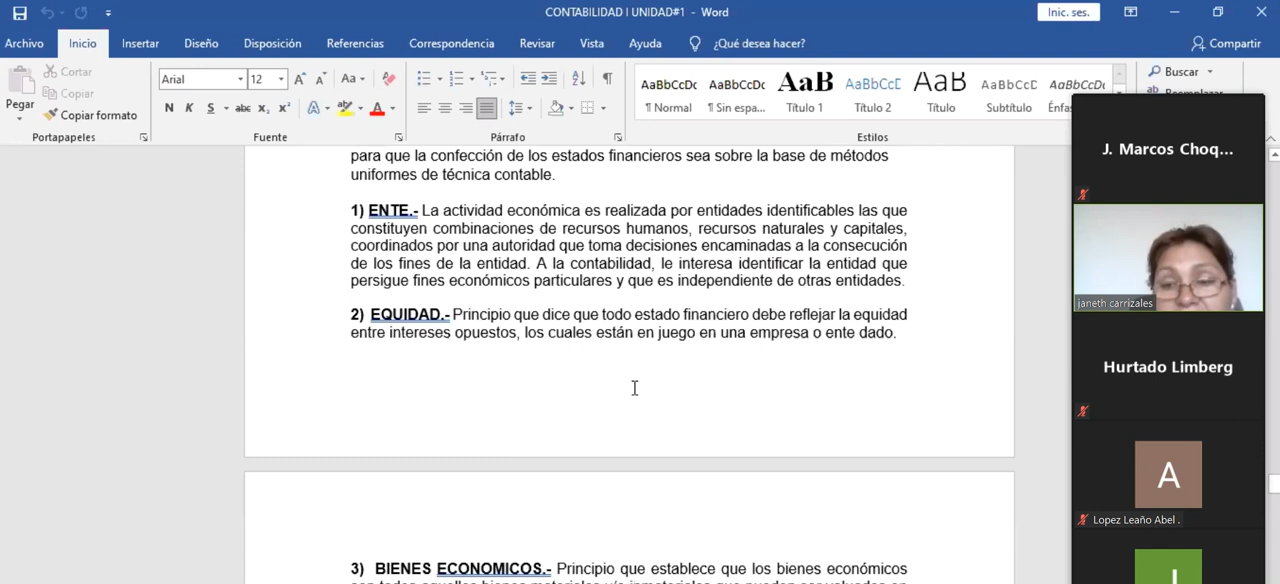 CONTABILIDAD I UNIDAD#1 - Word
Inic. ses.
Archivo Inicio Insertar Diseño Disposición Referencias Correspondencia Revisar Vista Ayuda ¿Qué desea hacer? Compartir
Pegar
Cortar
Copiar
Copiar formato
Portapapeles
Arial 12 A A Aa
N K S abc x₂ x² A A
Fuente
Párrafo
AaBbCcDc AaBbCcDc AaB AaBbCcD AaB AaBbCcD AaBbCcDc
¶ Normal ¶ Sin espa... Título 1 Título 2 Título Subtítulo
Estilos
Buscar
para que la confección de los estados financieros sea sobre la base de métodos
uniformes de técnica contable.
1) ENTE.- La actividad económica es realizada por entidades identificables las que
constituyen combinaciones de recursos humanos, recursos naturales y capitales,
coordinados por una autoridad que toma decisiones encaminadas a la consecución
de los fines de la entidad. A la contabilidad, le interesa identificar la entidad que
persigue fines económicos particulares y que es independiente de otras entidades.
2) EQUIDAD.- Principio que dice que todo estado financiero debe reflejar la equidad
entre intereses opuestos, los cuales están en juego en una empresa o ente dado.
3) BIENES ECONOMICOS.- Principio que establece que los bienes económicos
J. Marcos Choq...
janeth carrizales
Hurtado Limberg
A
Lopez Leaño Abel .